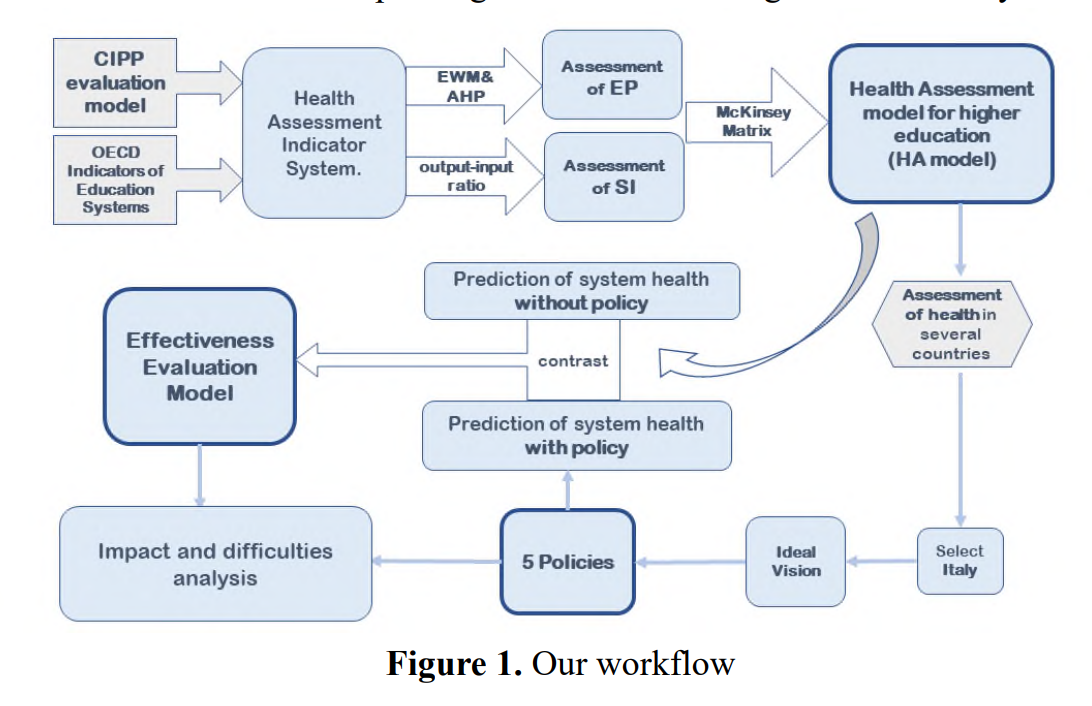 CIPP
evaluation
model
OECD
Indicators of
Education
Systems
Health
Assessment
Indicator
System.
EWM&
AHP
output-input
ratio
Assessment
of EP
Assessment
of SI
McKinsey
Matrix
Health Assessment
model for higher
education
(HA model)
Assessment
of health in
several
countries
Prediction of system health
without policy
contrast
Prediction of system health
with policy
Effectiveness
Evaluation
Model
Impact and difficulties
analysis
5 Policies
Ideal
Vision
Select
Italy
Figure 1. Our workflow